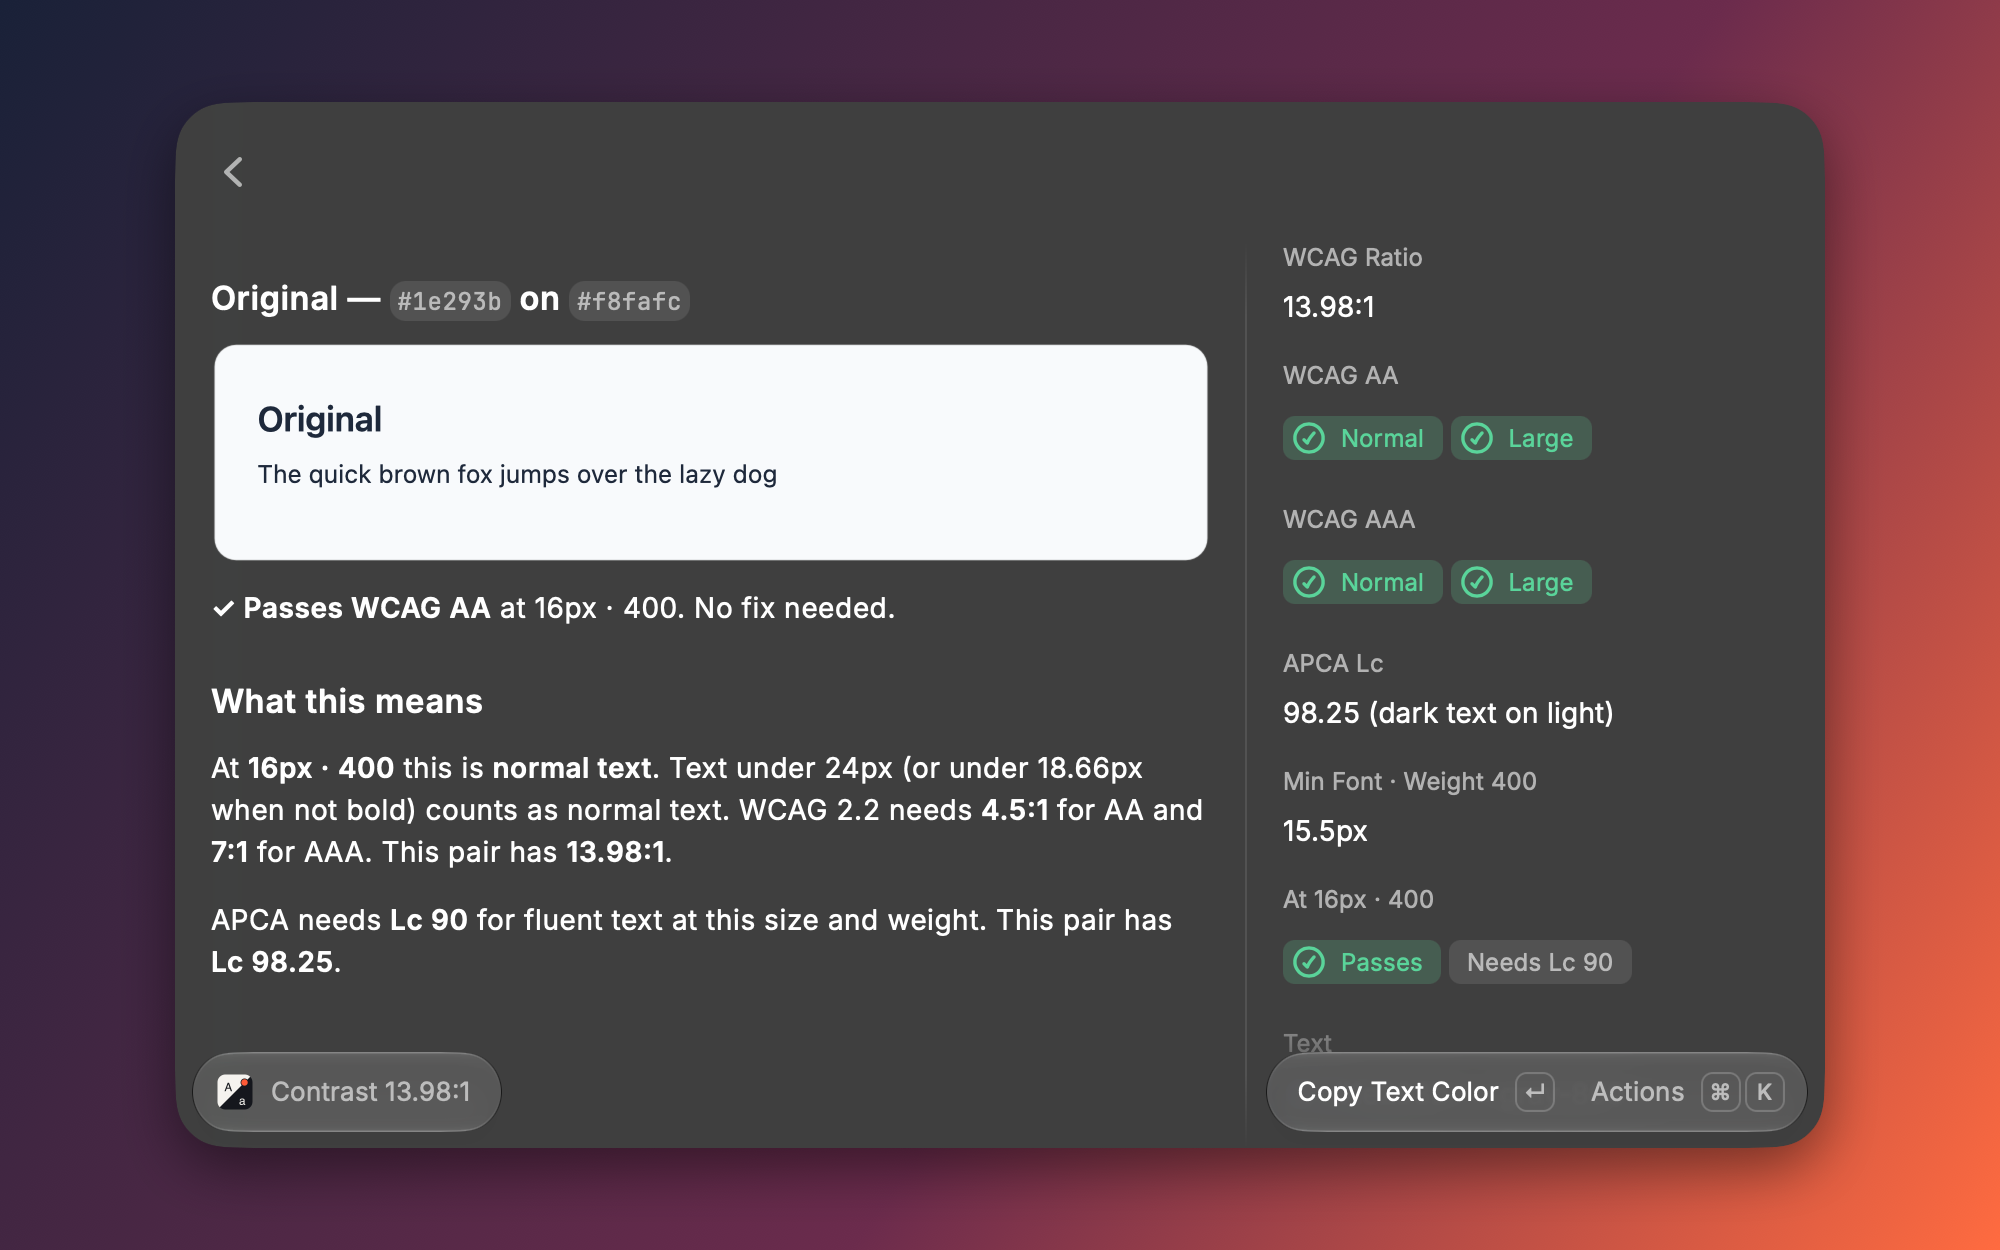 Original — #1e293b on #f8fafc
Original
The quick brown fox jumps over the lazy dog
✓ Passes WCAG AA at 16px · 400. No fix needed.
What this means
At 16px · 400 this is normal text. Text under 24px (or under 18.66px
when not bold) counts as normal text. WCAG 2.2 needs 4.5:1 for AA and
7:1 for AAA. This pair has 13.98:1.
APCA needs Lc 90 for fluent text at this size and weight. This pair has
Lc 98.25.
WCAG Ratio
13.98:1
WCAG AA
Normal Large
WCAG AAA
Normal Large
APCA Lc
98.25 (dark text on light)
Min Font · Weight 400
15.5px
At 16px · 400
Passes Needs Lc 90
Text
A a Contrast 13.98:1
Copy Text Color ↵ Actions ⌘ K